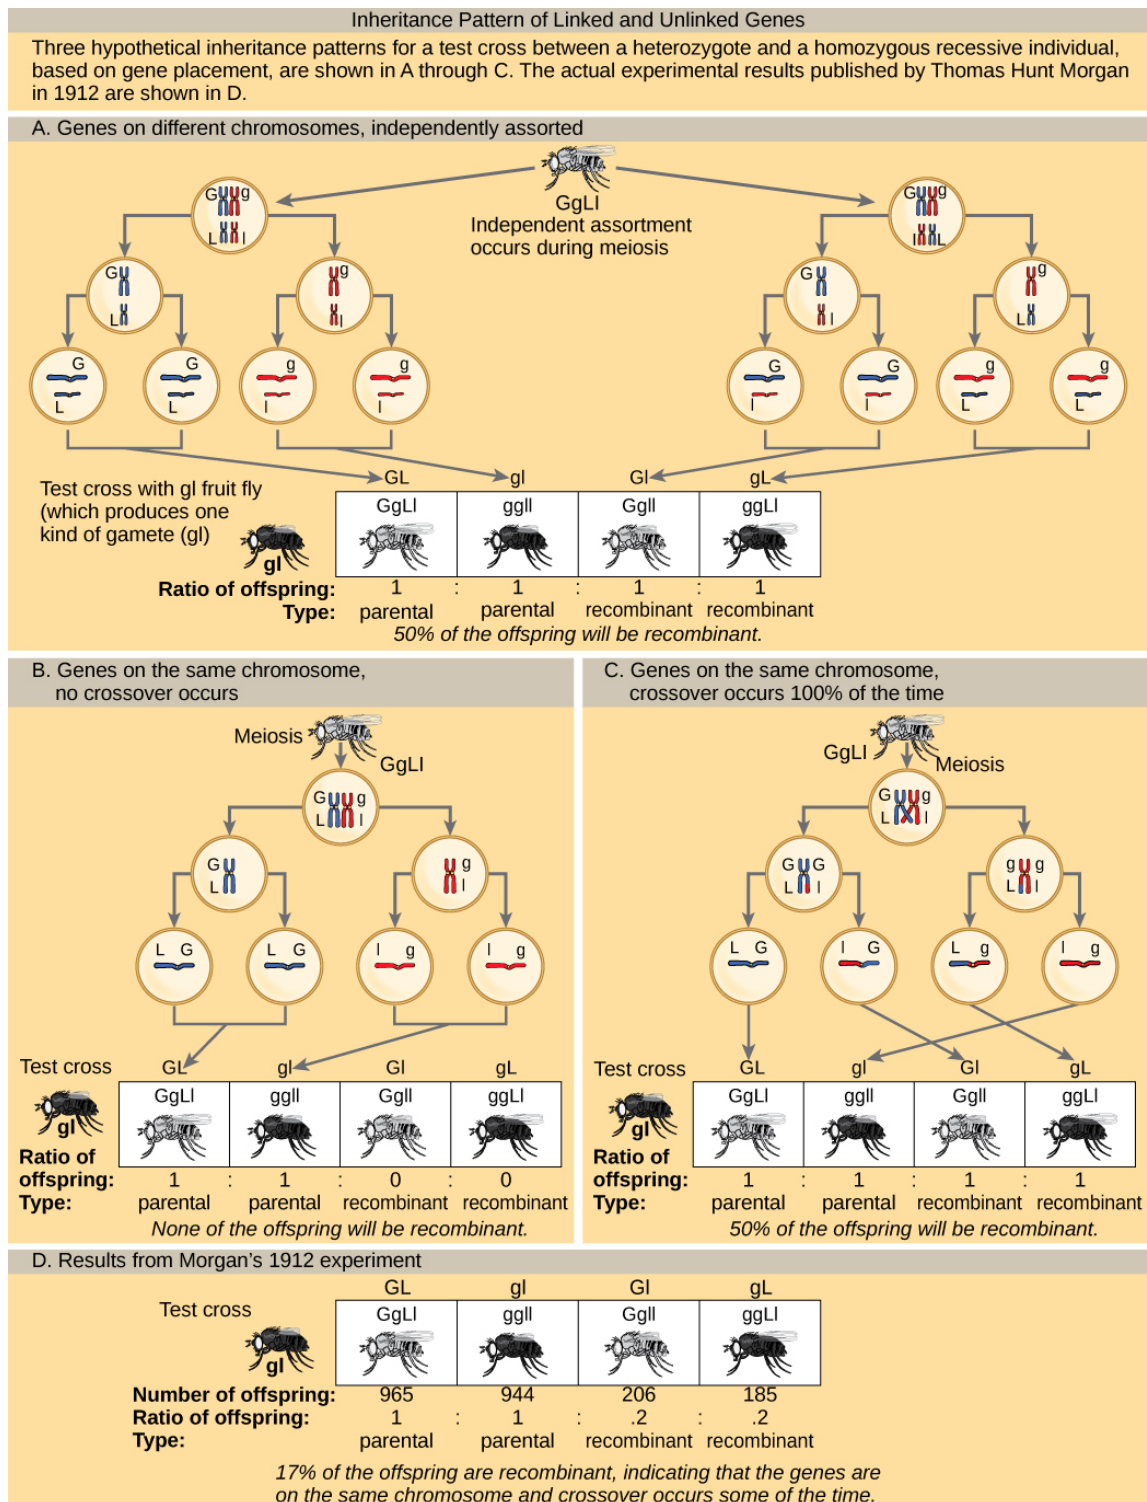 Inheritance Pattern of Linked and Unlinked Genes
Three hypothetical inheritance patterns for a test cross between a heterozygote and a homozygous recessive individual,
based on gene placement, are shown in A through C. The actual experimental results published by Thomas Hunt Morgan
in 1912 are shown in D.
A. Genes on different chromosomes, independently assorted
GgLl
Independent assortment
occurs during meiosis
G g
L l
G g
l L
G
L
g
l
G
l
g
L
G
L
G
L
g
l
g
l
G
l
G
l
g
L
g
L
GL gl Gl gL
Test cross with gl fruit fly
(which produces one
kind of gamete (gl)
gl
GgLl ggll Ggll ggLl
Ratio of offspring: 1 : 1 : 1 : 1
Type: parental parental recombinant recombinant
50% of the offspring will be recombinant.
B. Genes on the same chromosome,
no crossover occurs
Meiosis
GgLl
G g
L l
G
L
g
l
L G
L G
l g
l g
Test cross
GL gl Gl gL
gl
GgLl ggll Ggll ggLl
Ratio of
offspring: 1 : 1 : 0 : 0
Type: parental parental recombinant recombinant
None of the offspring will be recombinant.
C. Genes on the same chromosome,
crossover occurs 100% of the time
GgLl
Meiosis
G g
L l
G G
L l
g g
L l
L G
l G
L g
l g
Test cross
GL gl Gl gL
gl
GgLl ggll Ggll ggLl
Ratio of
offspring: 1 : 1 : 1 : 1
Type: parental parental recombinant recombinant
50% of the offspring will be recombinant.
D. Results from Morgan's 1912 experiment
GL gl Gl gL
Test cross
gl
GgLl ggll Ggll ggLl
Number of offspring: 965 944 206 185
Ratio of offspring: 1 : 1 : .2 : .2
Type: parental parental recombinant recombinant
17% of the offspring are recombinant, indicating that the genes are
on the same chromosome and crossover occurs some of the time.